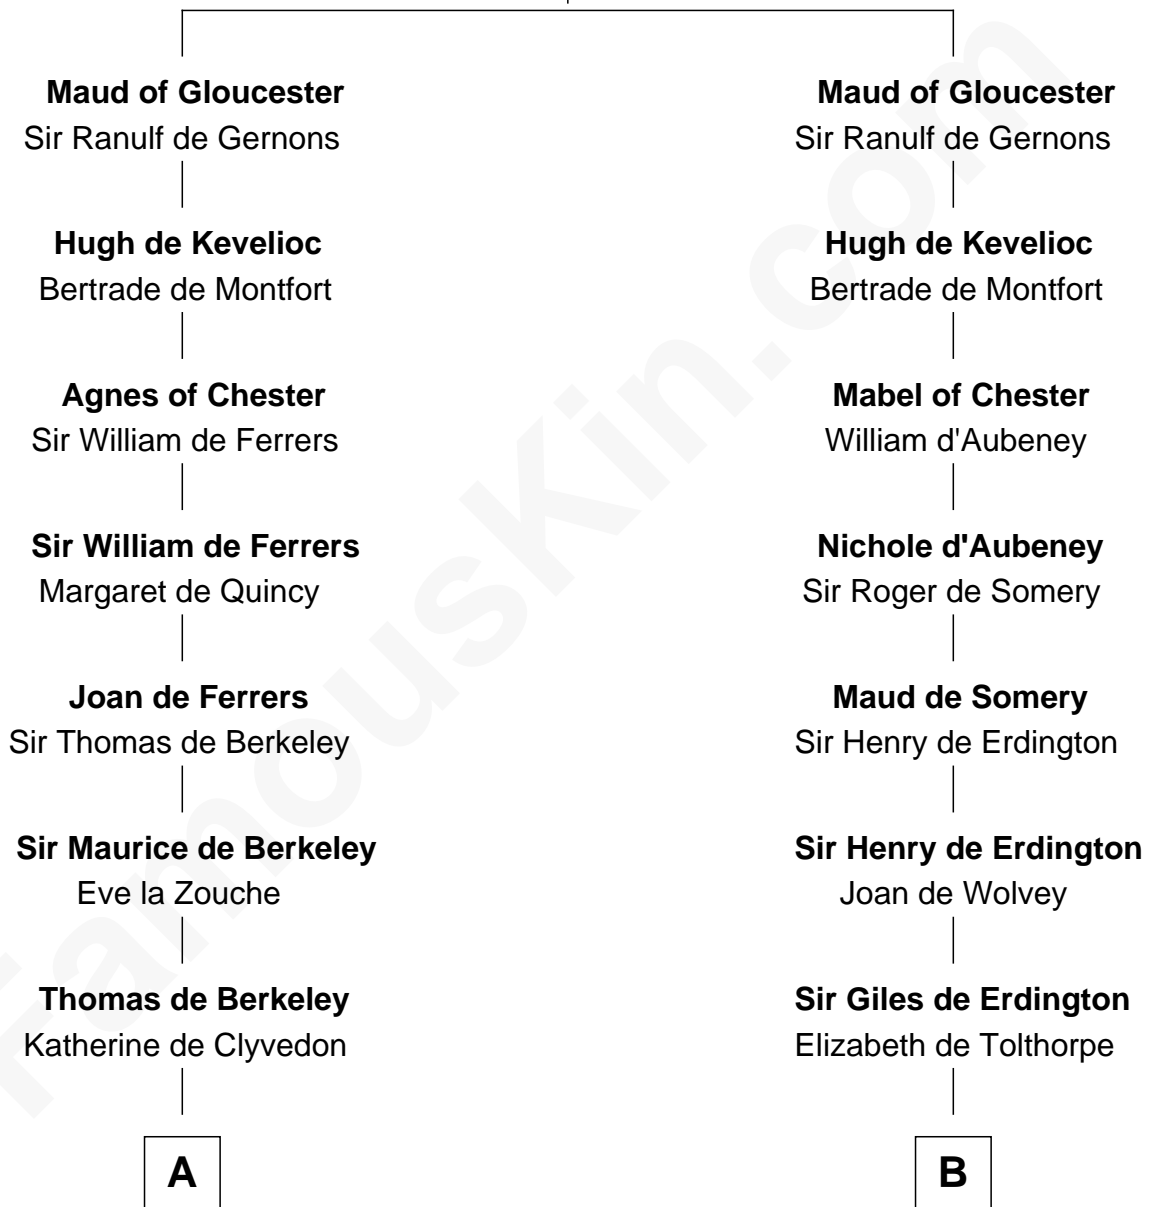 Maud of Gloucester
Sir Ranulf de Gernons
Hugh de Kevelioc
Bertrade de Montfort
Agnes of Chester
Sir William de Ferrers
Sir William de Ferrers
Margaret de Quincy
Joan de Ferrers
Sir Thomas de Berkeley
Sir Maurice de Berkeley
Eve la Zouche
Thomas de Berkeley
Katherine de Clyvedon
A
Maud of Gloucester
Sir Ranulf de Gernons
Hugh de Kevelioc
Bertrade de Montfort
Mabel of Chester
William d'Aubeney
Nichole d'Aubeney
Sir Roger de Somery
Maud de Somery
Sir Henry de Erdington
Sir Henry de Erdington
Joan de Wolvey
Sir Giles de Erdington
Elizabeth de Tolthorpe
B
FamousKin.com